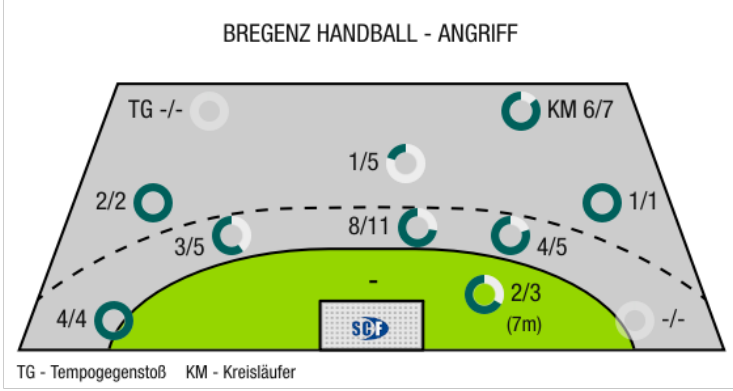 BREGENZ HANDBALL - ANGRIFF
TG -/-
KM 6/7
1/5
2/2
1/1
3/5
8/11
4/5
-
2/3
(7m)
4/4
-/-
SCF
TG - Tempogegenstoß KM - Kreisläufer